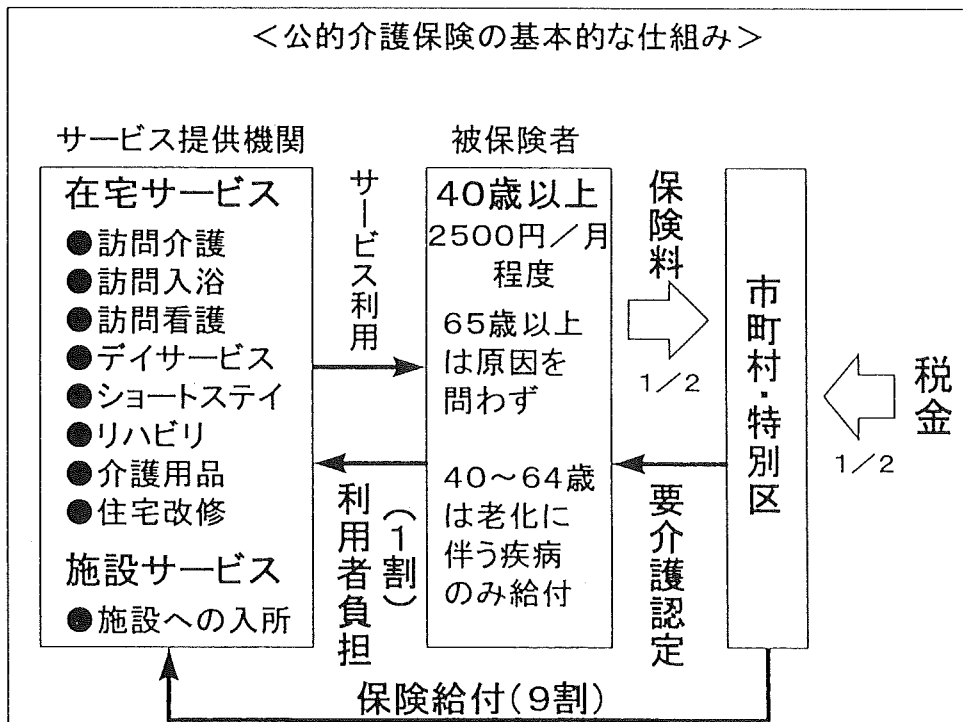 ＜公的介護保険の基本的な仕組み＞
サービス提供機関
在宅サービス
●訪問介護
●訪問入浴
●訪問看護
●デイサービス
●ショートステイ
●リハビリ
●介護用品
●住宅改修
施設サービス
●施設への入所
サービス利用
利用者負担
（1割）
被保険者
40歳以上
2500円／月
程度
65歳以上
は原因を
問わず
40～64歳
は老化に
伴う疾病
のみ給付
保険料
1／2
要介護認定
市町村・特別区
税金
1／2
保険給付(9割)